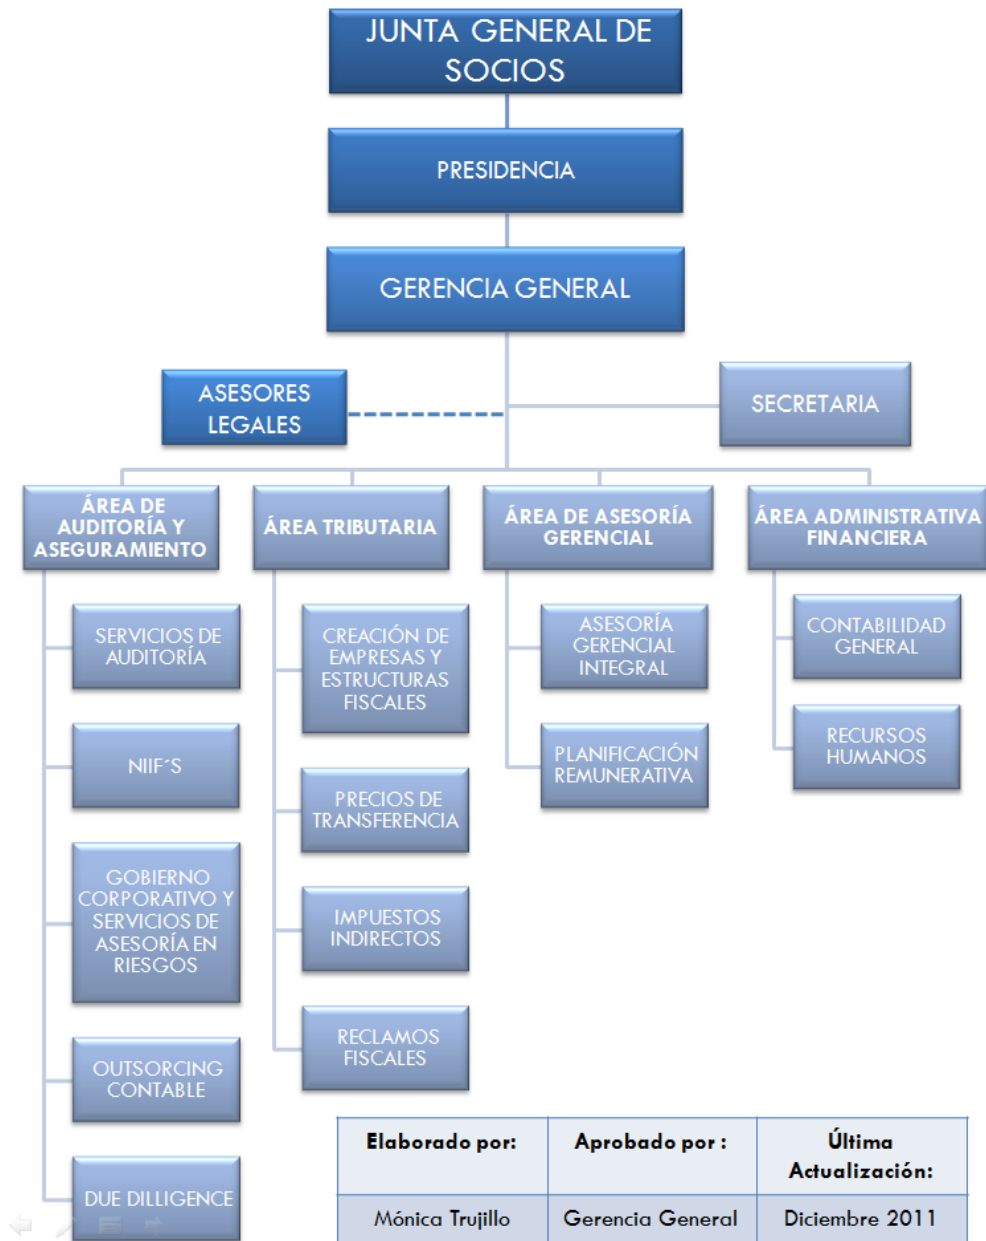 JUNTA GENERAL DE
SOCIOS
PRESIDENCIA
GERENCIA GENERAL
ASESORES
LEGALES
SECRETARIA
ÁREA DE
AUDITORÍA Y
ASEGURAMIENTO
SERVICIOS DE
AUDITORÍA
NIIF´S
GOBIERNO
CORPORATIVO Y
SERVICIOS DE
ASESORÍA EN
RIESGOS
OUTSORCING
CONTABLE
DUE DILLIGENCE
ÁREA TRIBUTARIA
CREACIÓN DE
EMPRESAS Y
ESTRUCTURAS
FISCALES
PRECIOS DE
TRANSFERENCIA
IMPUESTOS
INDIRECTOS
RECLAMOS
FISCALES
ÁREA DE ASESORÍA
GERENCIAL
ASESORÍA
GERENCIAL
INTEGRAL
PLANIFICACIÓN
REMUNERATIVA
ÁREA ADMINISTRATIVA
FINANCIERA
CONTABILIDAD
GENERAL
RECURSOS
HUMANOS
Elaborado por:
Aprobado por :
Última
Actualización:
Mónica Trujillo
Gerencia General
Diciembre 2011